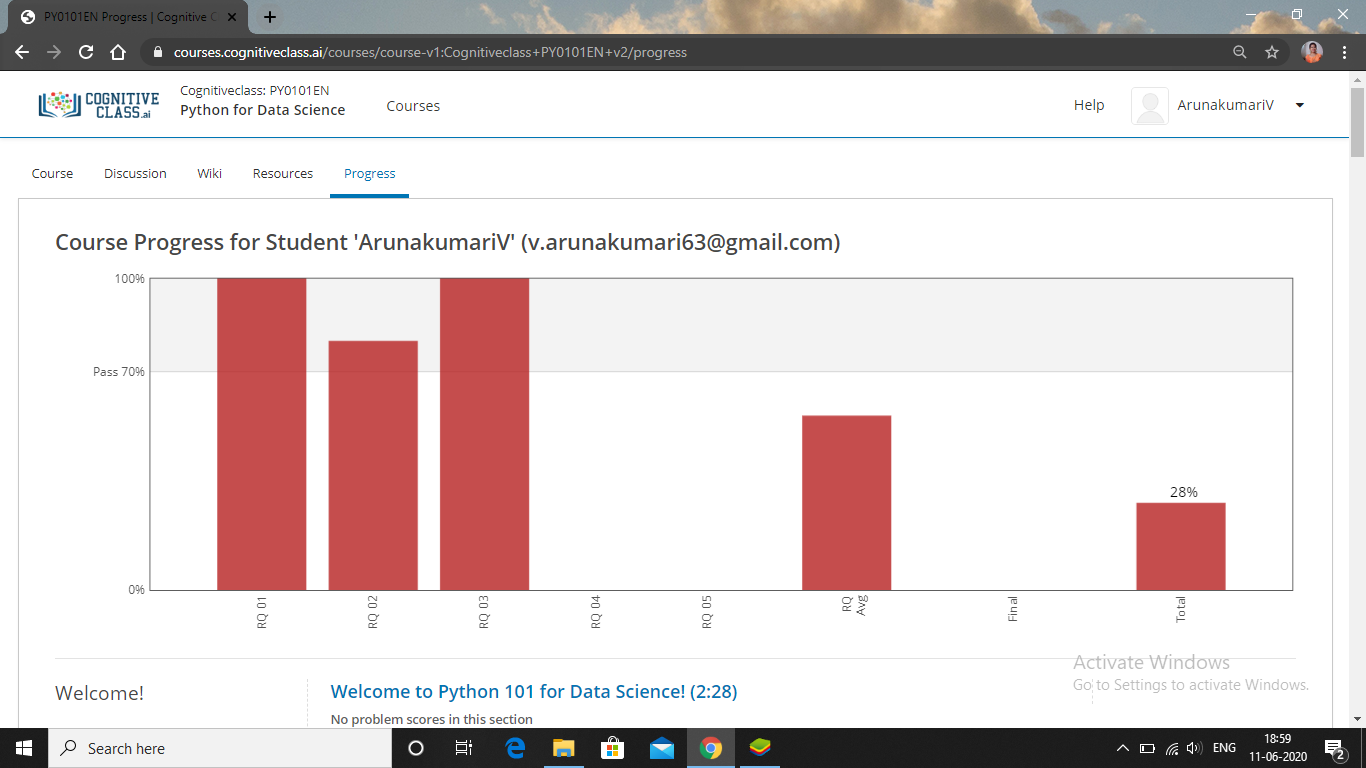 PY0101EN Progress | Cognitive C
courses.cognitiveclass.ai/courses/course-v1:Cognitiveclass+PY0101EN+v2/progress
COGNITIVE
CLASS.ai
Cognitiveclass: PY0101EN
Python for Data Science
Courses
Help
ArunakumariV
Course
Discussion
Wiki
Resources
Progress
Course Progress for Student 'ArunakumariV' (v.arunakumari63@gmail.com)
100%
Pass 70%
0%
28%
RQ 01
RQ 02
RQ 03
RQ 04
RQ 05
RQ
Avg
Final
Total
Activate Windows
Go to Settings to activate Windows.
Welcome!
Welcome to Python 101 for Data Science! (2:28)
No problem scores in this section
Search here
ENG
18:59
11-06-2020
2